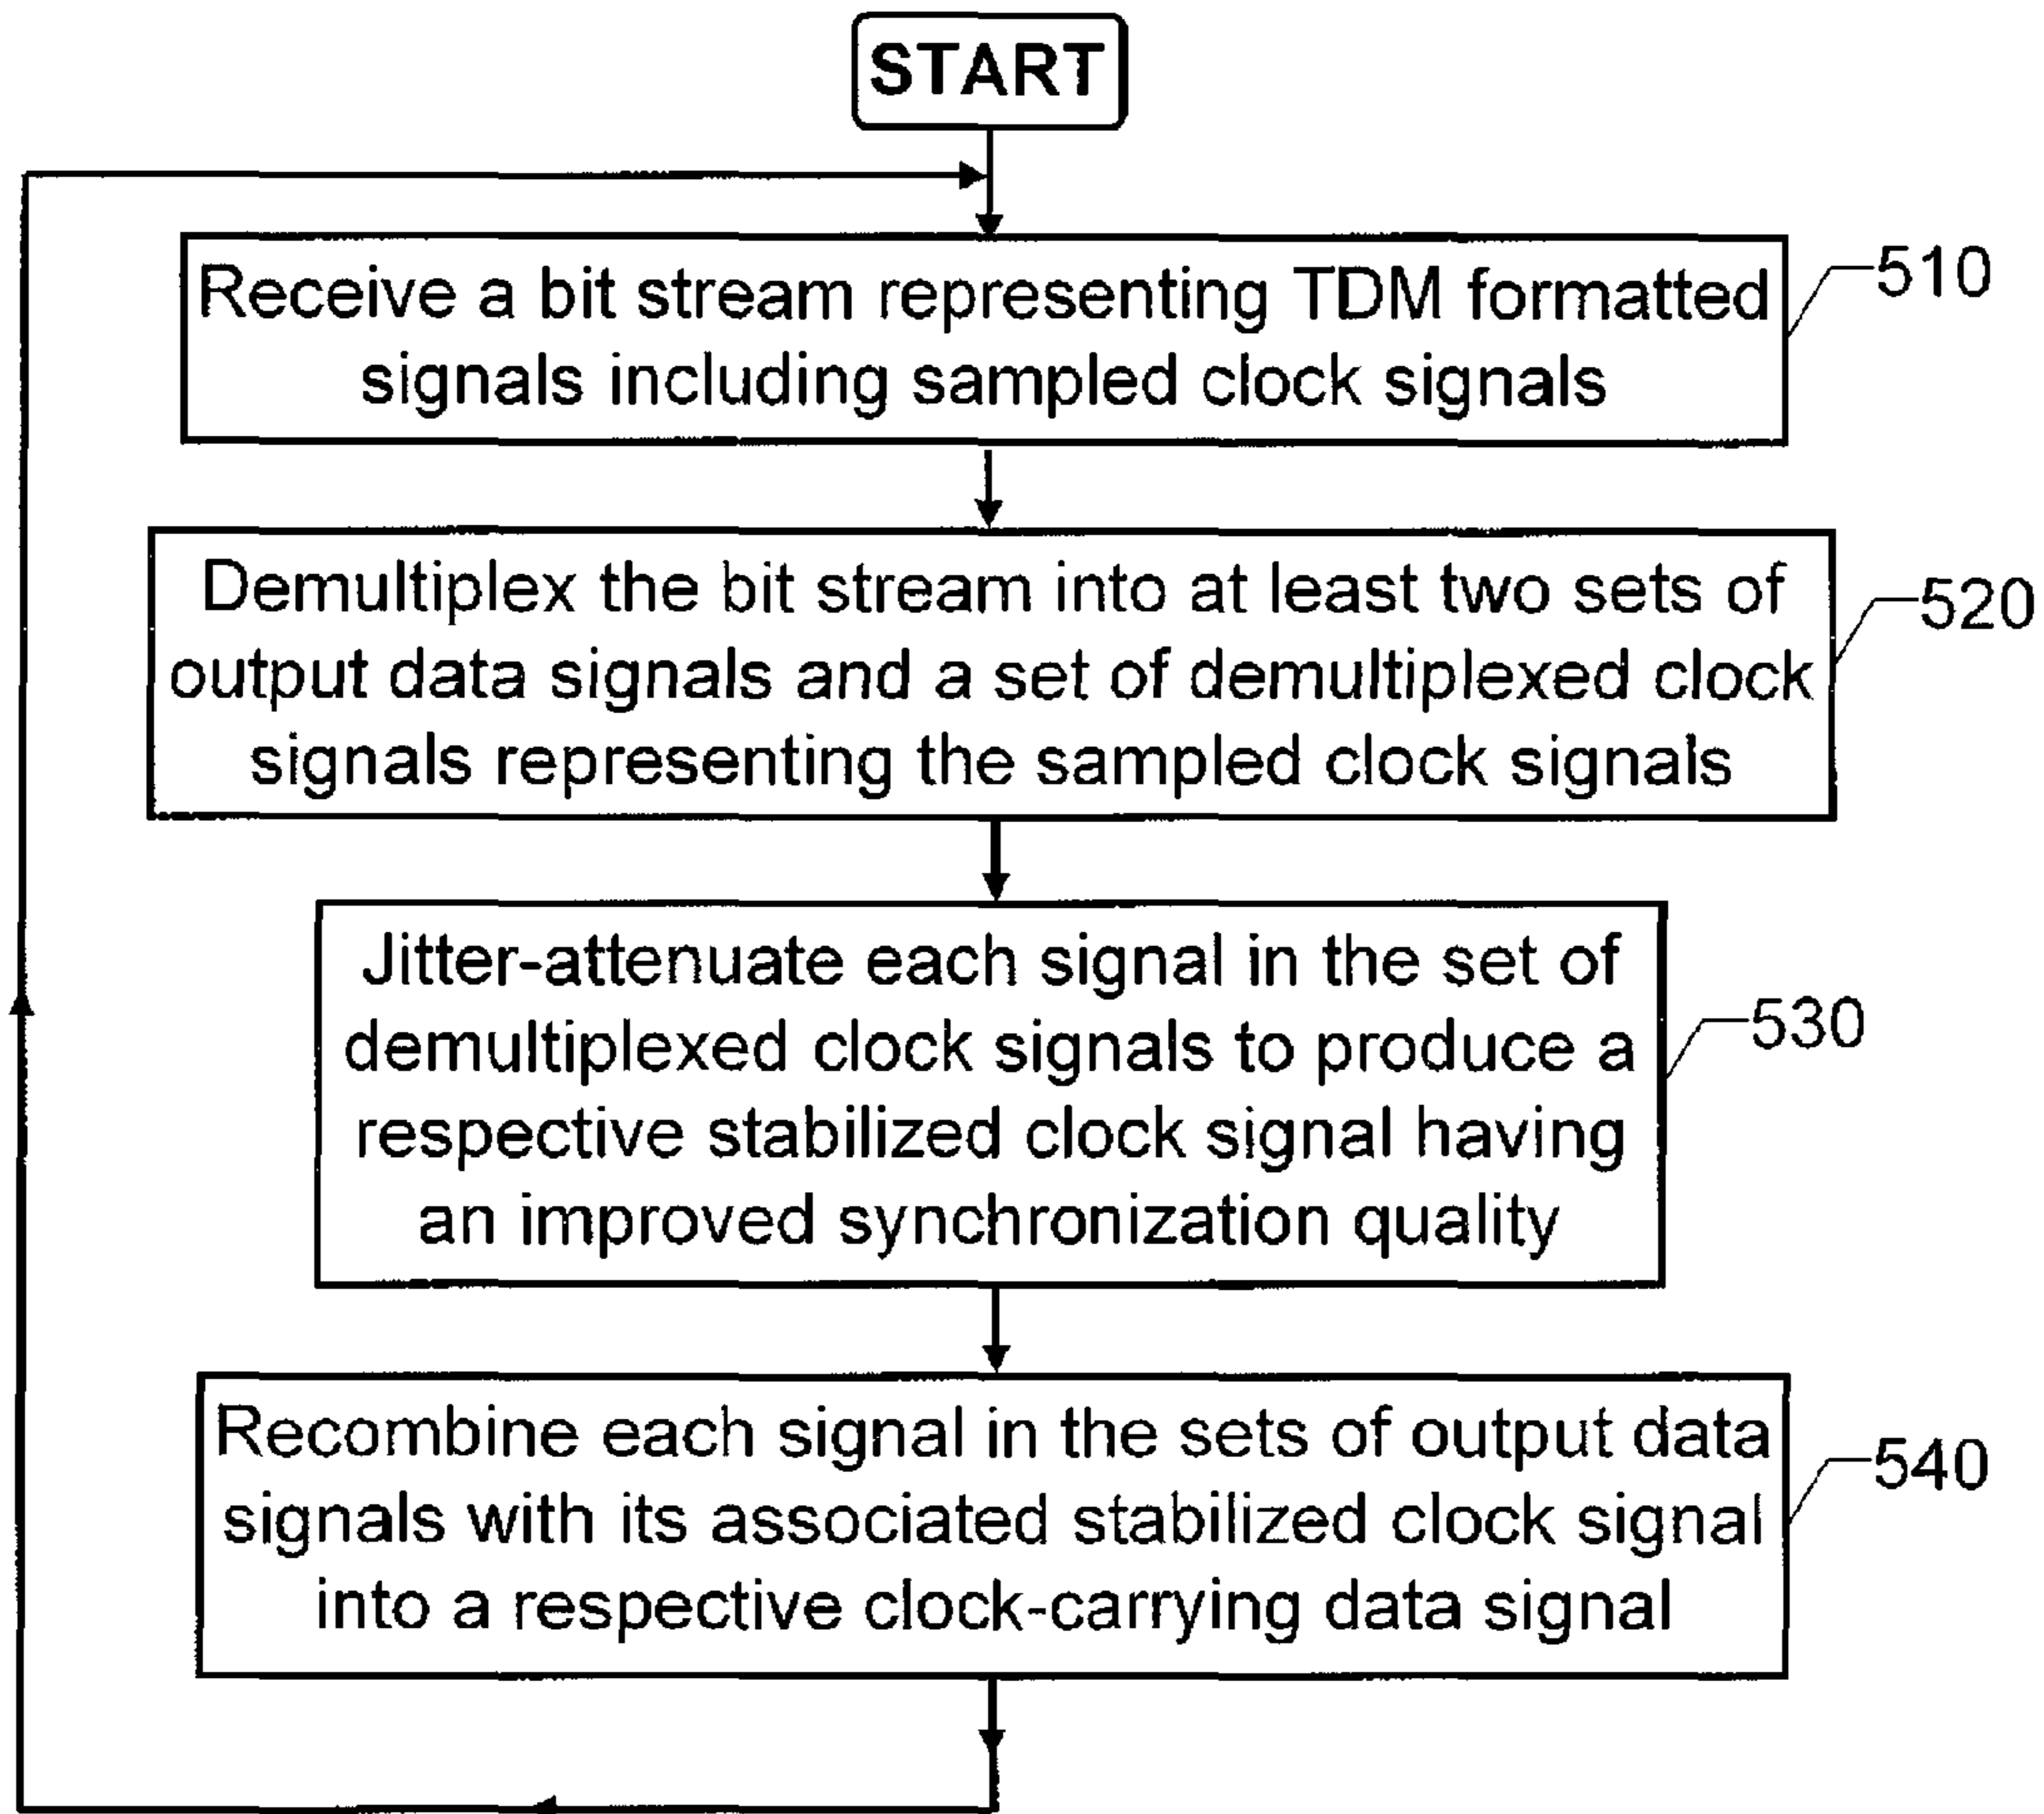 START
Receive a bit stream representing TDM formatted
signals including sampled clock signals
510
Demultiplex the bit stream into at least two sets of
output data signals and a set of demultiplexed clock
signals representing the sampled clock signals
520
Jitter-attenuate each signal in the set of
demultiplexed clock signals to produce a
respective stabilized clock signal having
an improved synchronization quality
530
Recombine each signal in the sets of output data
signals with its associated stabilized clock signal
into a respective clock-carrying data signal
540